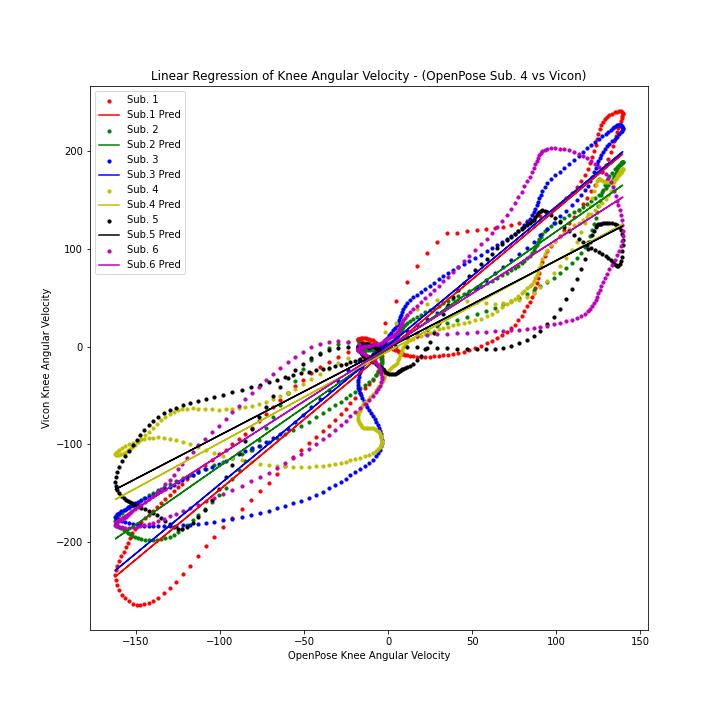 Linear Regression of Knee Angular Velocity - (OpenPose Sub. 4 vs Vicon)
Sub. 1
Sub.1 Pred
Sub. 2
Sub.2 Pred
Sub. 3
Sub.3 Pred
Sub. 4
Sub.4 Pred
Sub. 5
Sub.5 Pred
Sub. 6
Sub.6 Pred
200
100
0
−100
−200
Vicon Knee Angular Velocity
−150
−100
−50
0
50
100
150
OpenPose Knee Angular Velocity